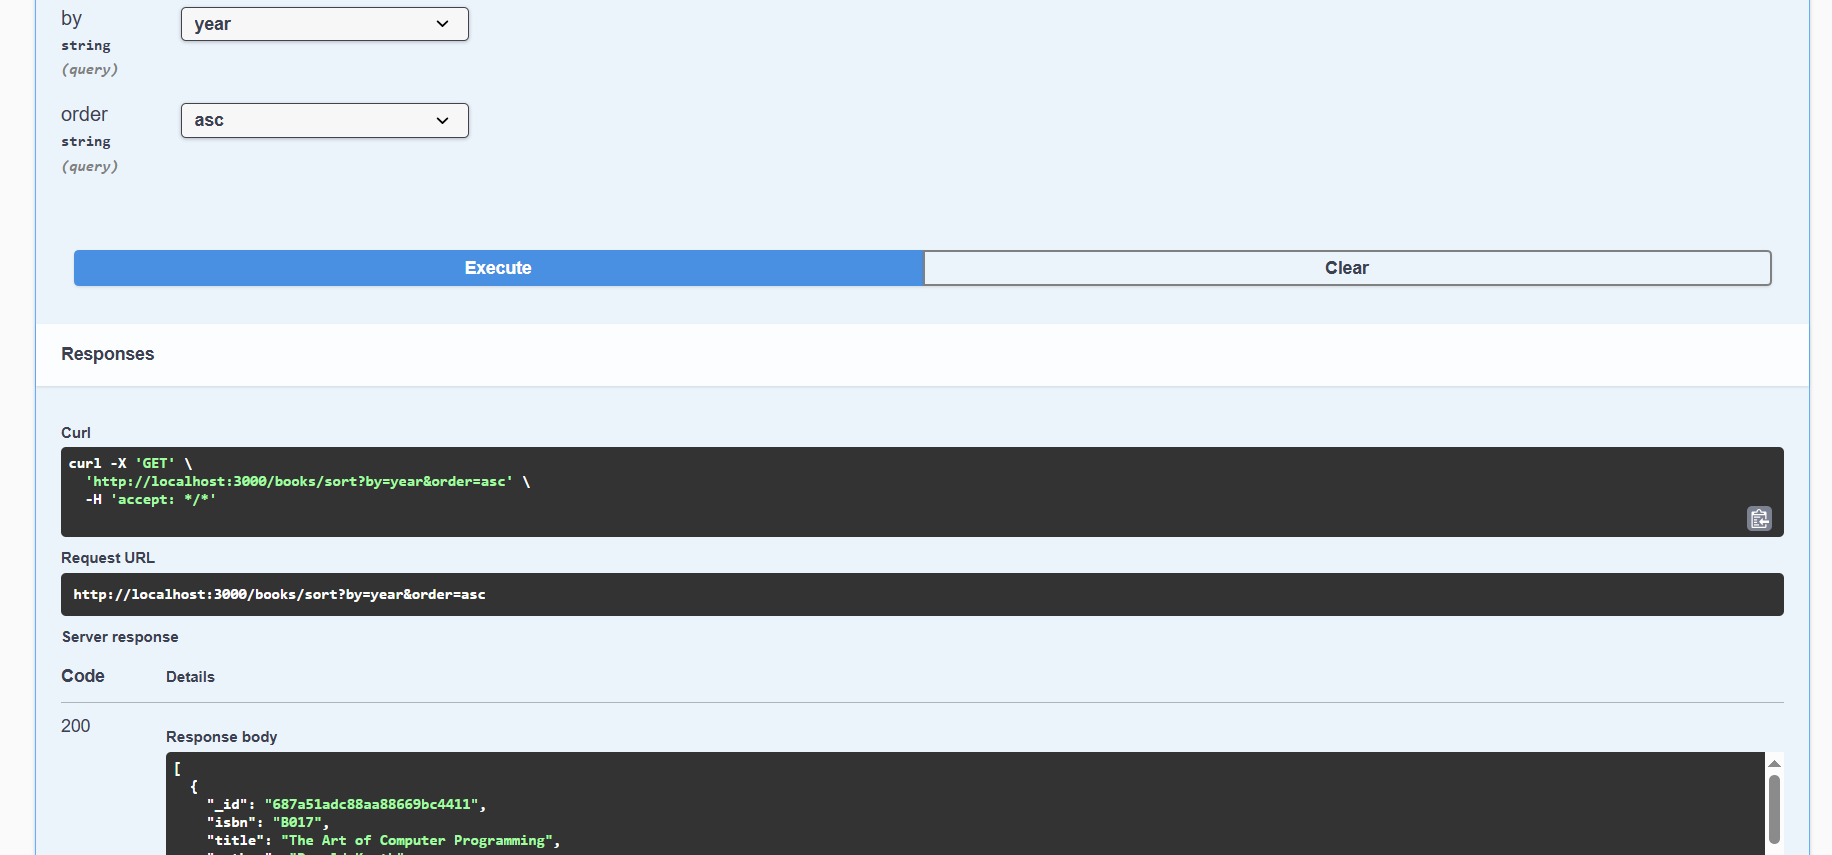 by
year
string
(query)
order
asc
string
(query)
Execute
Clear
Responses
Curl
curl -X 'GET' \
  'http://localhost:3000/books/sort?by=year&order=asc' \
  -H 'accept: */*'
Request URL
http://localhost:3000/books/sort?by=year&order=asc
Server response
Code
Details
200
Response body
[
  {
    "_id": "687a51adc88aa88669bc4411",
    "isbn": "B017",
    "title": "The Art of Computer Programming",